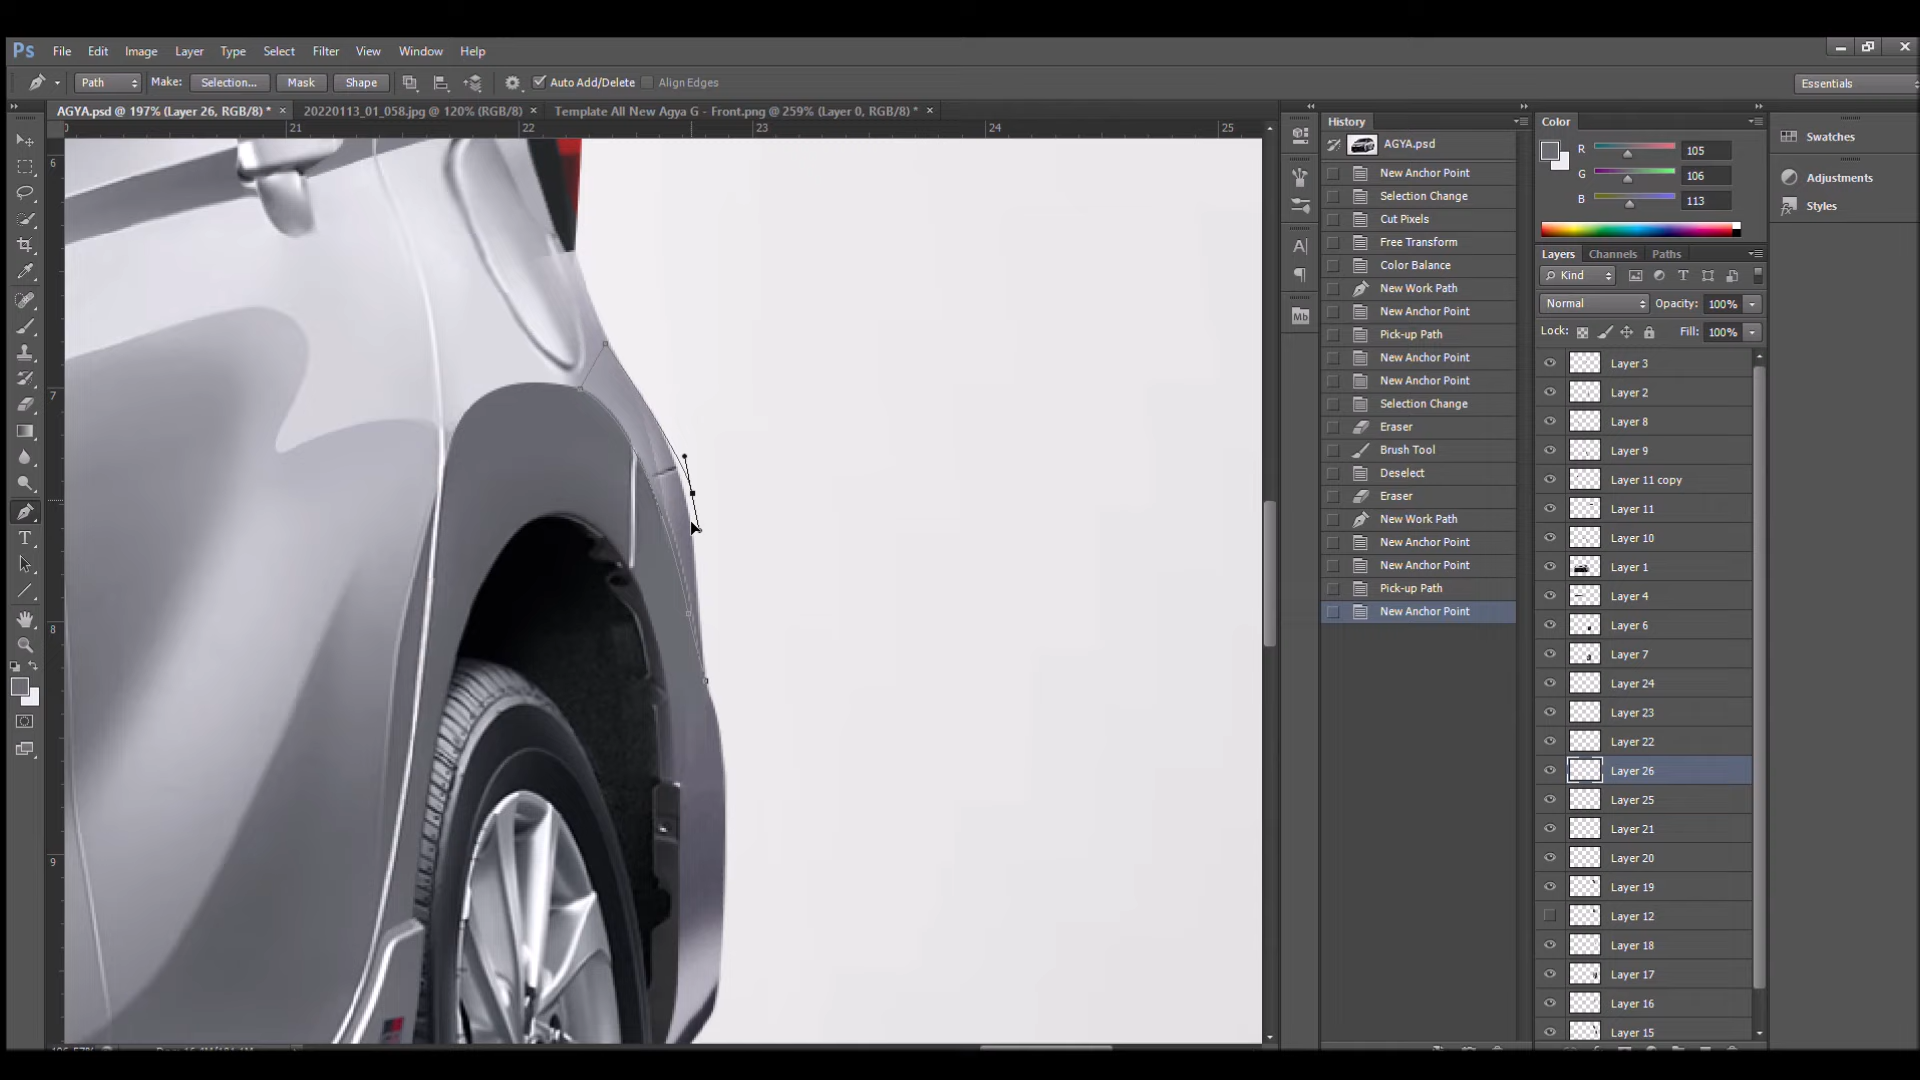 Ps File Edit Image Layer Type Select Filter View Window Help
Path Make: Selection... Mask Shape Auto Add/Delete Align Edges Essentials
AGYA.psd @ 197% (Layer 26, RGB/8) * × 20220113_01_058.jpg @ 120% (RGB/8) × Template All New Agya G - Front.png @ 259% (Layer 0, RGB/8) * ×
21 22 23 24 25
6
7
8
9
History
AGYA.psd
New Anchor Point
Selection Change
Cut Pixels
Free Transform
Color Balance
New Work Path
New Anchor Point
Pick-up Path
New Anchor Point
New Anchor Point
Selection Change
Eraser
Brush Tool
Deselect
Eraser
New Work Path
New Anchor Point
New Anchor Point
Pick-up Path
New Anchor Point
Mb
Color
R 105
G 106
B 113
Swatches
Adjustments
Styles
Layers Channels Paths
Kind
Normal Opacity: 100%
Lock: Fill: 100%
Layer 3
Layer 2
Layer 8
Layer 9
Layer 11 copy
Layer 11
Layer 10
Layer 1
Layer 4
Layer 6
Layer 7
Layer 24
Layer 23
Layer 22
Layer 26
Layer 25
Layer 21
Layer 20
Layer 19
Layer 12
Layer 18
Layer 17
Layer 16
Layer 15